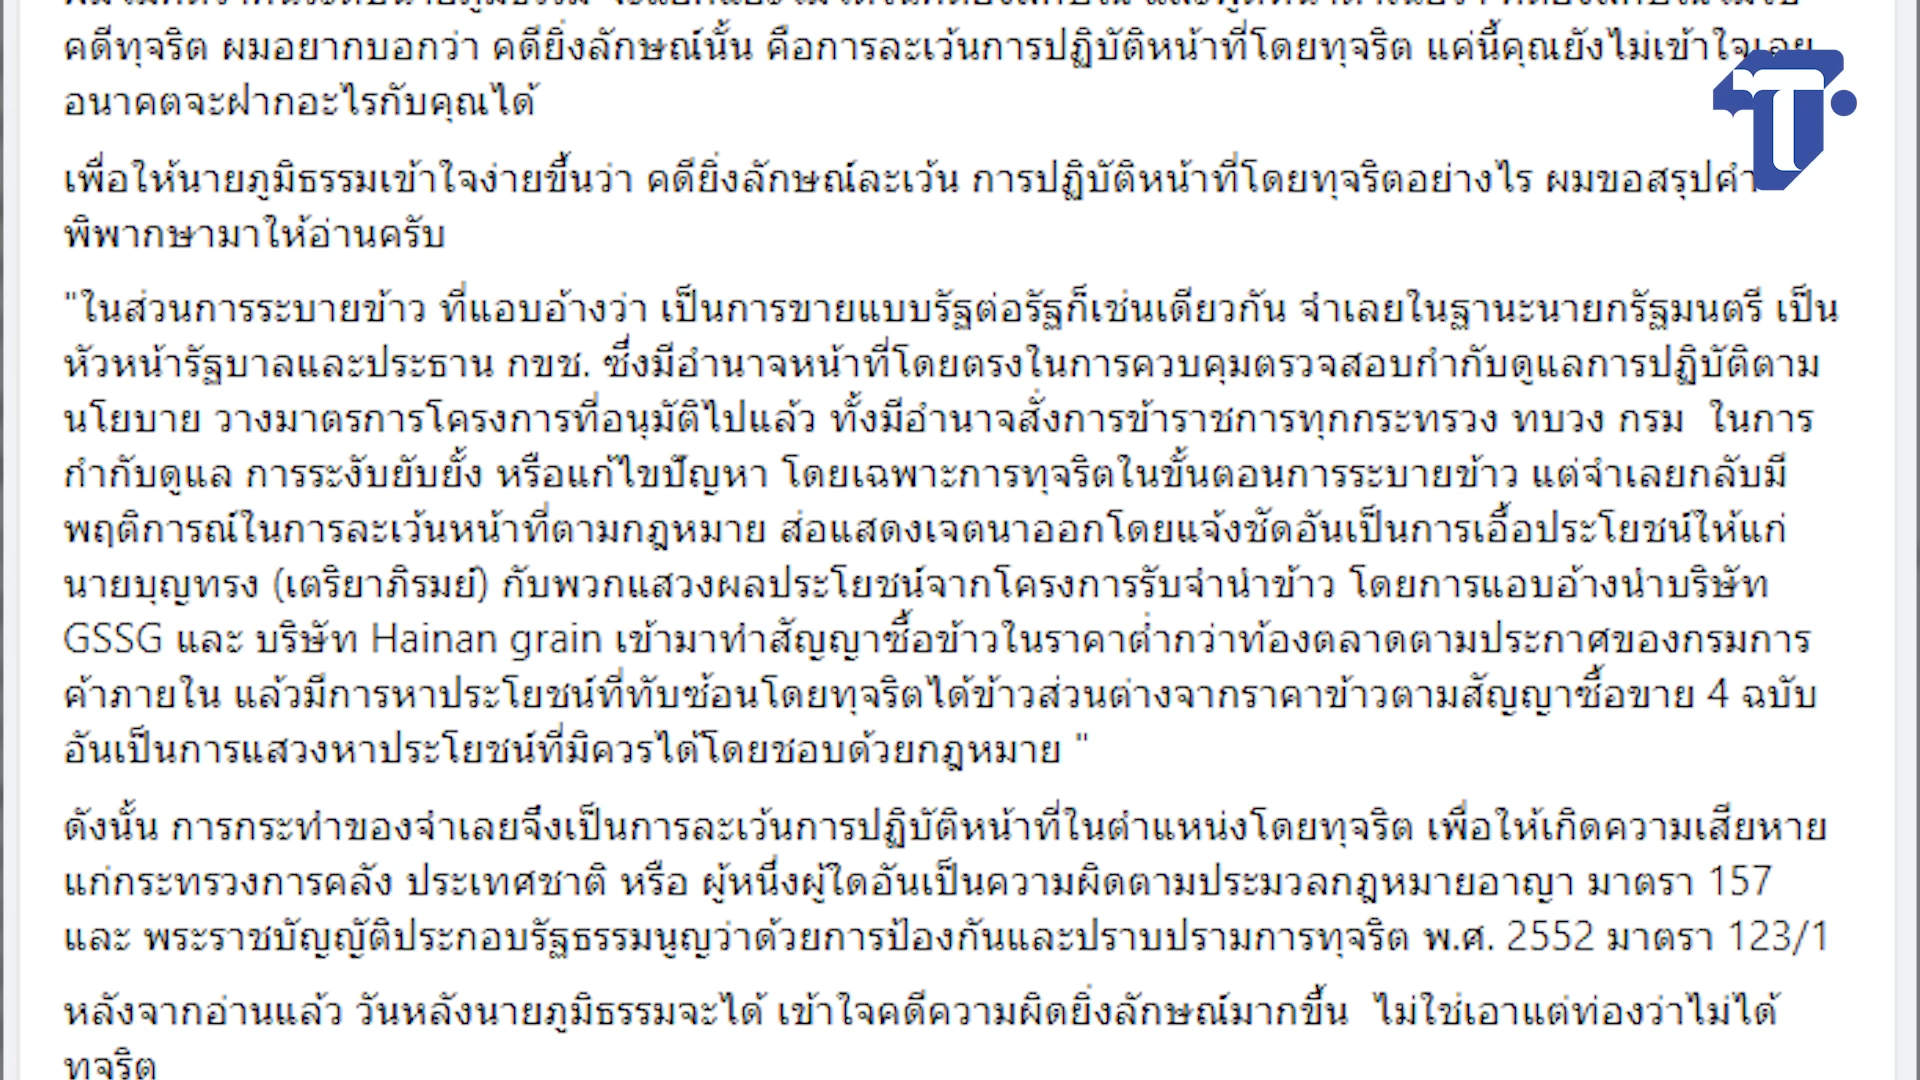 คดีทุจริต ผมอยากบอกว่า คดียิ่งลักษณ์นั้น คือการละเว้นการปฏิบัติหน้าที่โดยทุจริต แค่นี้คุณยังไม่เข้าใจเลย
อนาคตจะฝากอะไรกับคุณได้
เพื่อให้นายภูมิธรรมเข้าใจง่ายขึ้นว่า คดียิ่งลักษณ์ละเว้น การปฏิบัติหน้าที่โดยทุจริตอย่างไร ผมขอสรุปคำ
พิพากษามาให้อ่านครับ
"ในส่วนการระบายข้าว ที่แอบอ้างว่า เป็นการขายแบบรัฐต่อรัฐก็เช่นเดียวกัน จำเลยในฐานะนายกรัฐมนตรี เป็น
หัวหน้ารัฐบาลและประธาน กขช. ซึ่งมีอำนาจหน้าที่โดยตรงในการควบคุมตรวจสอบกำกับดูแลการปฏิบัติตาม
นโยบาย วางมาตรการโครงการที่อนุมัติไปแล้ว ทั้งมีอำนาจสั่งการข้าราชการทุกกระทรวง ทบวง กรม ในการ
กำกับดูแล การระงับยับยั้ง หรือแก้ไขปัญหา โดยเฉพาะการทุจริตในขั้นตอนการระบายข้าว แต่จำเลยกลับมี
พฤติการณ์ในการละเว้นหน้าที่ตามกฎหมาย ส่อแสดงเจตนาออกโดยแจ้งชัดอันเป็นการเอื้อประโยชน์ให้แก่
นายบุญทรง (เตริยาภิรมย์) กับพวกแสวงผลประโยชน์จากโครงการรับจำนำข้าว โดยการแอบอ้างนำบริษัท
GSSG และ บริษัท Hainan grain เข้ามาทำสัญญาซื้อข้าวในราคาต่ำกว่าท้องตลาดตามประกาศของกรมการ
ค้าภายใน แล้วมีการหาประโยชน์ที่ทับซ้อนโดยทุจริตได้ข้าวส่วนต่างจากราคาข้าวตามสัญญาซื้อขาย 4 ฉบับ
อันเป็นการแสวงหาประโยชน์ที่มิควรได้โดยชอบด้วยกฎหมาย "
ดังนั้น การกระทำของจำเลยจึงเป็นการละเว้นการปฏิบัติหน้าที่ในตำแหน่งโดยทุจริต เพื่อให้เกิดความเสียหาย
แก่กระทรวงการคลัง ประเทศชาติ หรือ ผู้หนึ่งผู้ใดอันเป็นความผิดตามประมวลกฎหมายอาญา มาตรา 157
และ พระราชบัญญัติประกอบรัฐธรรมนูญว่าด้วยการป้องกันและปราบปรามการทุจริต พ.ศ. 2552 มาตรา 123/1
หลังจากอ่านแล้ว วันหลังนายภูมิธรรมจะได้ เข้าใจคดีความผิดยิ่งลักษณ์มากขึ้น ไม่ใช่เอาแต่ท่องว่าไม่ได้
ทุจริต